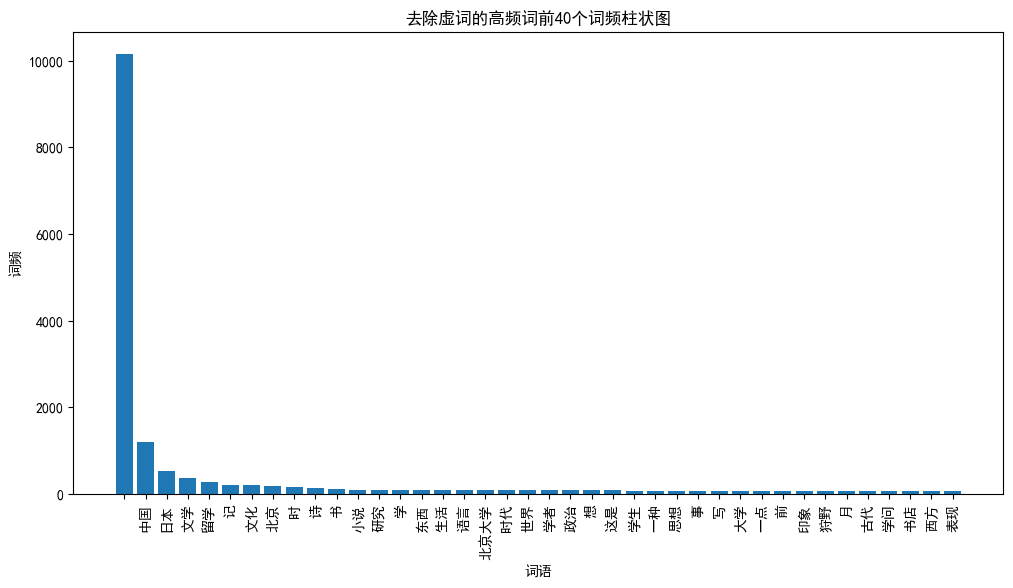 去除虚词的高频词前40个词频柱状图
词频
10000
8000
6000
4000
2000
0
中国
日本
文学
留学
记
文化
北京
时
诗
书
小说
研究
学
东西
生活
语言
北京大学
时代
世界
学者
政治
想
这是
学生
一种
思想
事
写
大学
一点
前
印象
狩野
月
古代
学问
书店
西方
表现
词语